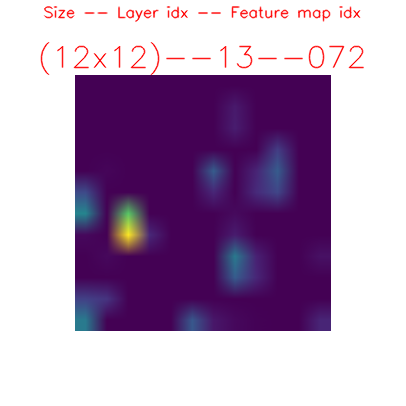 Size -- Layer idx -- Feature map idx
(12x12)--13--072